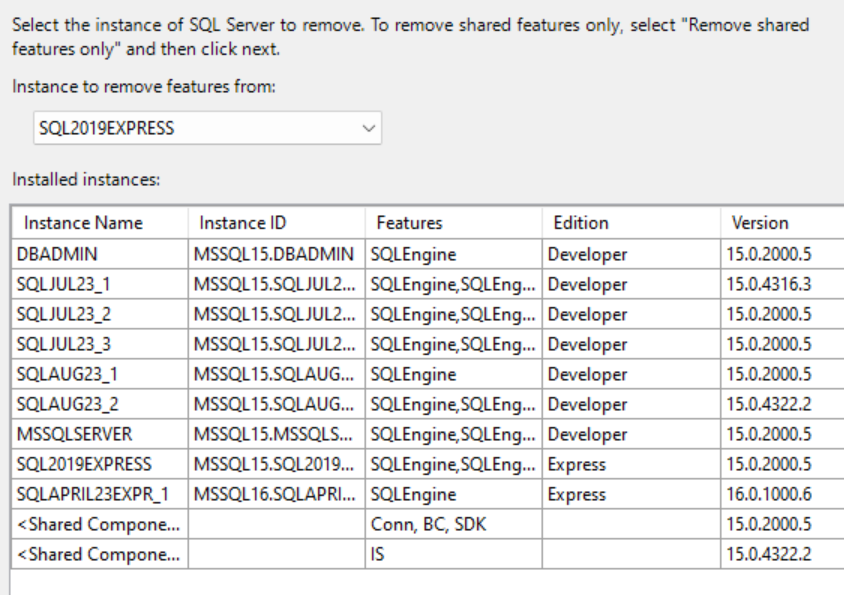 Select the instance of SQL Server to remove. To remove shared features only, select "Remove shared
features only" and then click next.
Instance to remove features from:
SQL2019EXPRESS
Installed instances:
Instance Name Instance ID Features Edition Version
DBADMIN MSSQL15.DBADMIN SQLEngine Developer 15.0.2000.5
SQLJUL23_1 MSSQL15.SQLJUL2... SQLEngine,SQLEng... Developer 15.0.4316.3
SQLJUL23_2 MSSQL15.SQLJUL2... SQLEngine,SQLEng... Developer 15.0.2000.5
SQLJUL23_3 MSSQL15.SQLJUL2... SQLEngine,SQLEng... Developer 15.0.2000.5
SQLAUG23_1 MSSQL15.SQLAUG... SQLEngine Developer 15.0.2000.5
SQLAUG23_2 MSSQL15.SQLAUG... SQLEngine,SQLEng... Developer 15.0.4322.2
MSSQLSERVER MSSQL15.MSSQLS... SQLEngine,SQLEng... Developer 15.0.2000.5
SQL2019EXPRESS MSSQL15.SQL2019... SQLEngine,SQLEng... Express 15.0.2000.5
SQLAPRIL23EXPR_1 MSSQL16.SQLAPRI... SQLEngine Express 16.0.1000.6
<Shared Compone... Conn, BC, SDK 15.0.2000.5
<Shared Compone... IS 15.0.4322.2